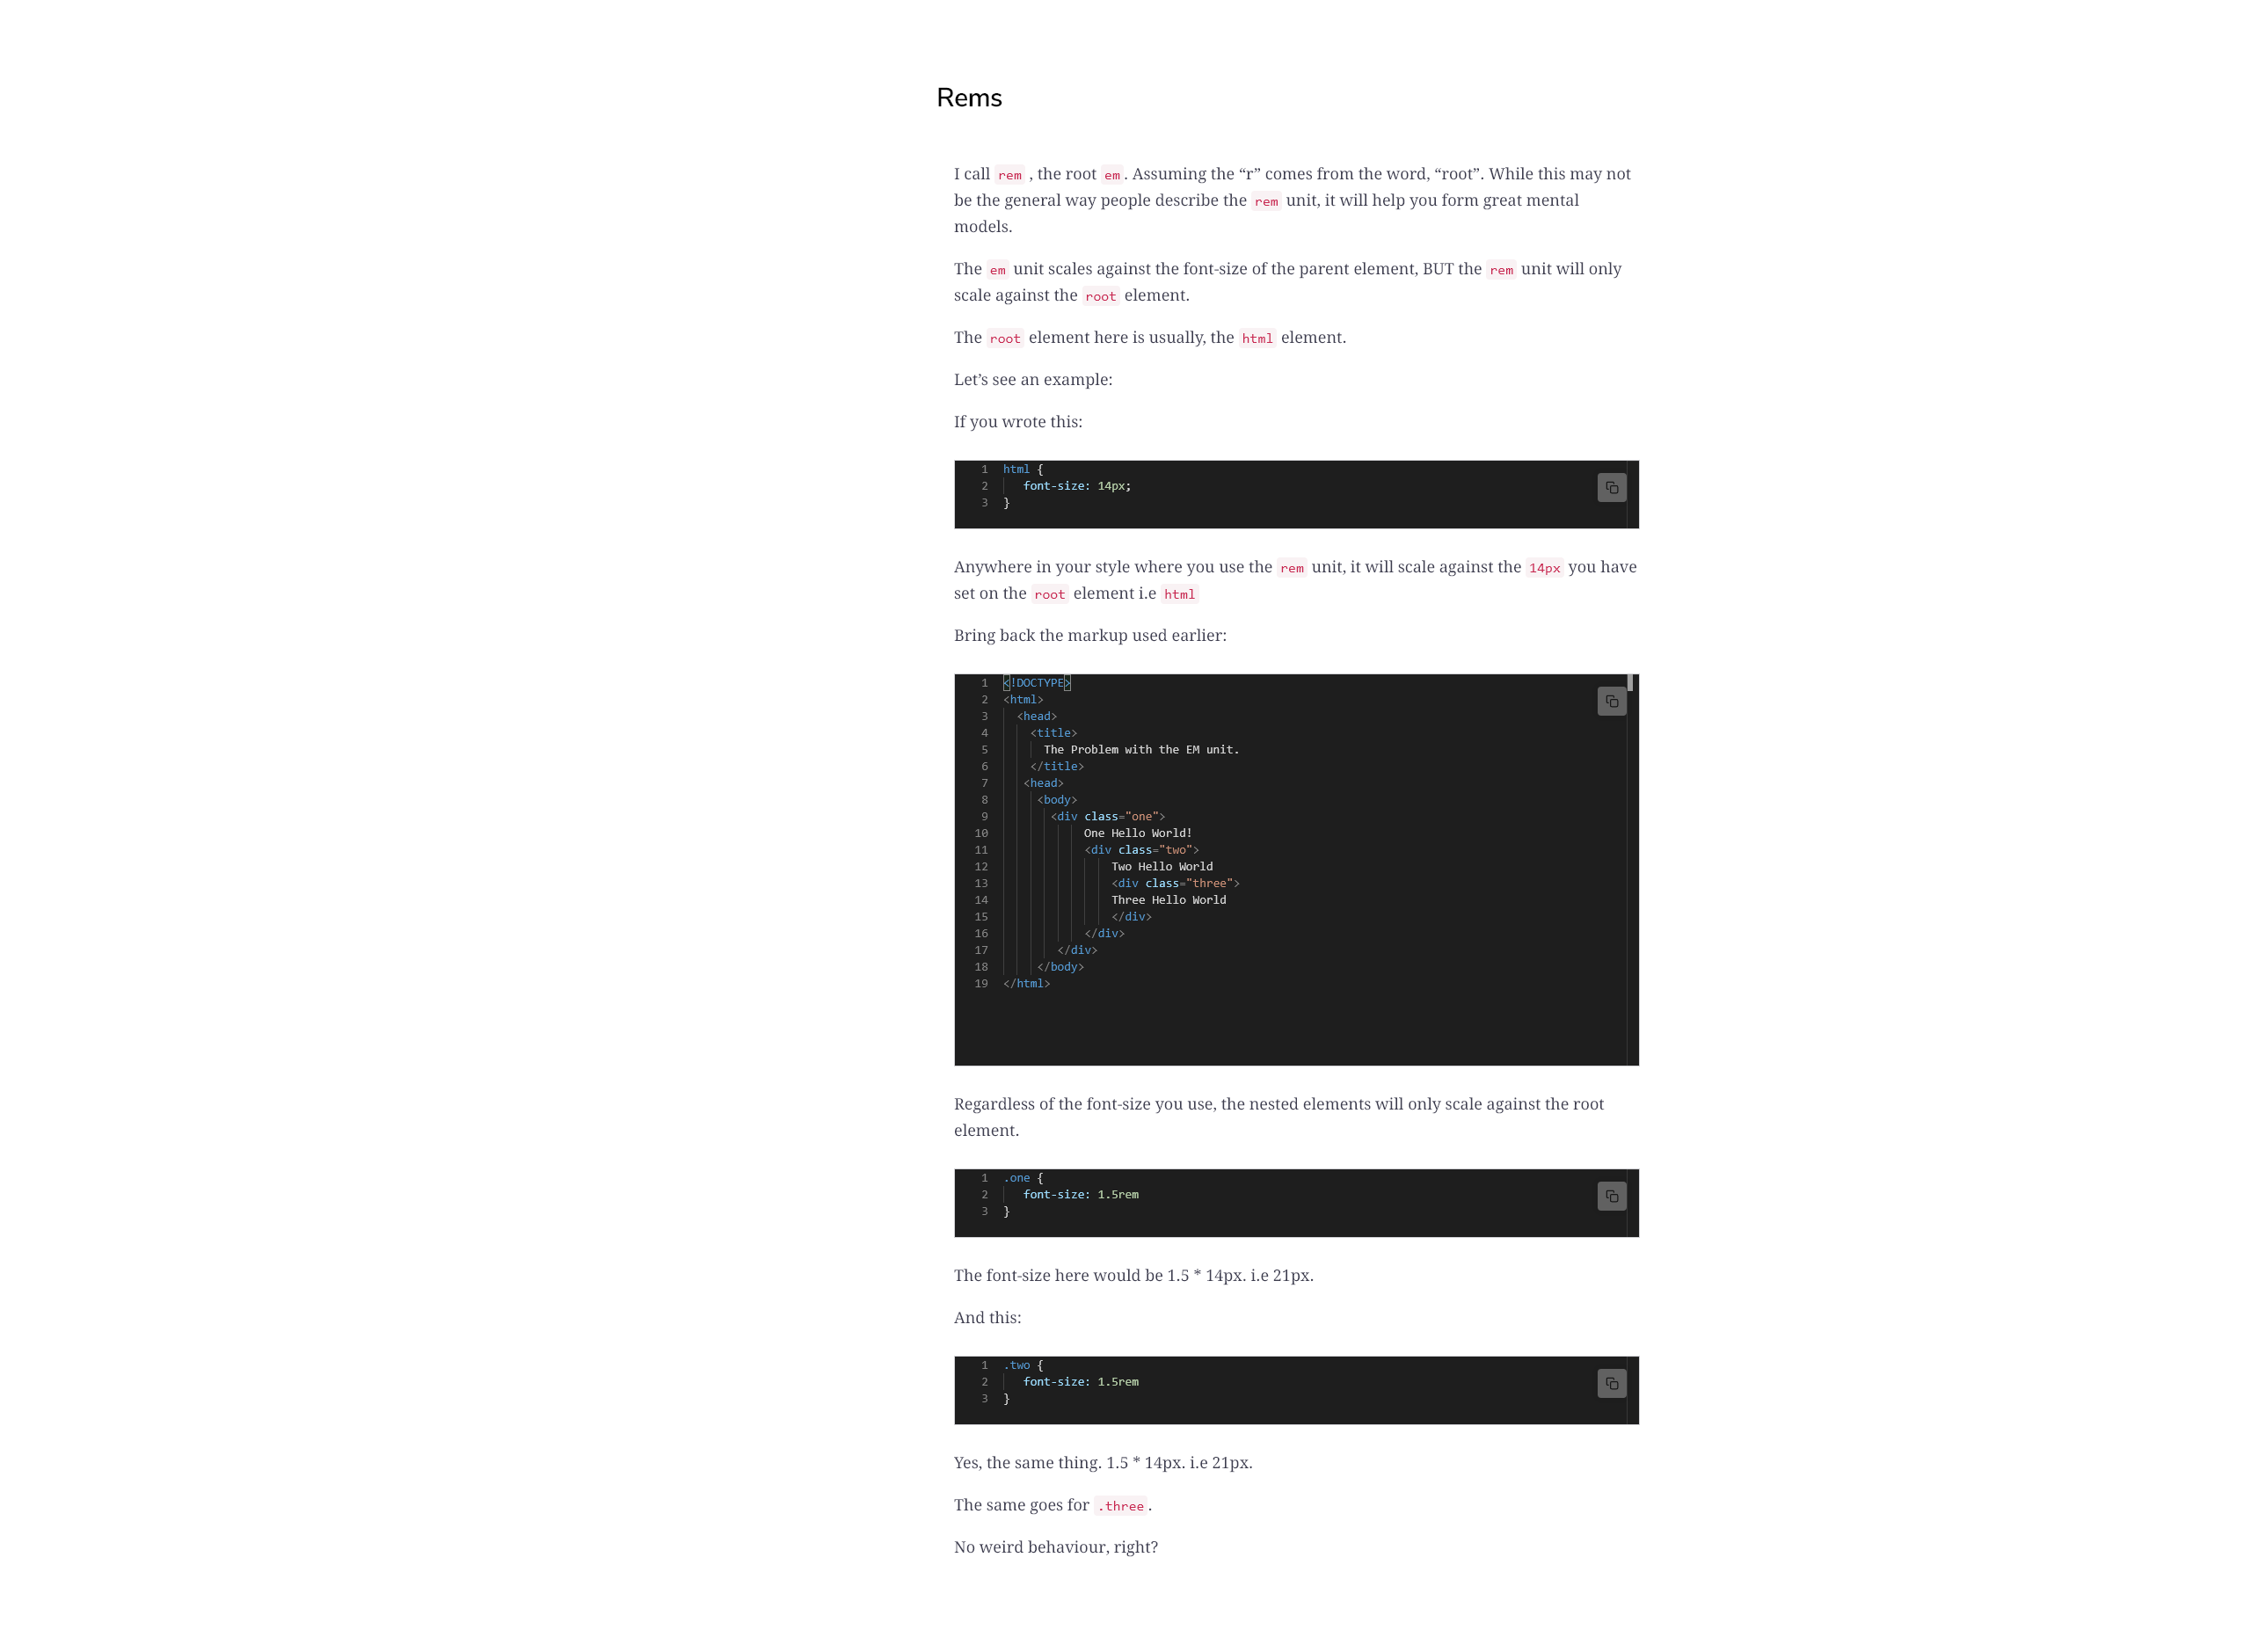 Rems
I call rem , the root em. Assuming the “r” comes from the word, “root”. While this may not
be the general way people describe the rem unit, it will help you form great mental
models.
The em unit scales against the font-size of the parent element, BUT the rem unit will only
scale against the root element.
The root element here is usually, the html element.
Let’s see an example:
If you wrote this:
1 html {
2 font-size: 14px;
3 }
Anywhere in your style where you use the rem unit, it will scale against the 14px you have
set on the root element i.e html
Bring back the markup used earlier:
1 <!DOCTYPE>
2 <html>
3 <head>
4 <title>
5 The Problem with the EM unit.
6 </title>
7 <head>
8 <body>
9 <div class="one">
10 One Hello World!
11 <div class="two">
12 Two Hello World
13 <div class="three">
14 Three Hello World
15 </div>
16 </div>
17 </div>
18 </body>
19 </html>
Regardless of the font-size you use, the nested elements will only scale against the root
element.
1 .one {
2 font-size: 1.5rem
3 }
The font-size here would be 1.5 * 14px. i.e 21px.
And this:
1 .two {
2 font-size: 1.5rem
3 }
Yes, the same thing. 1.5 * 14px. i.e 21px.
The same goes for .three.
No weird behaviour, right?